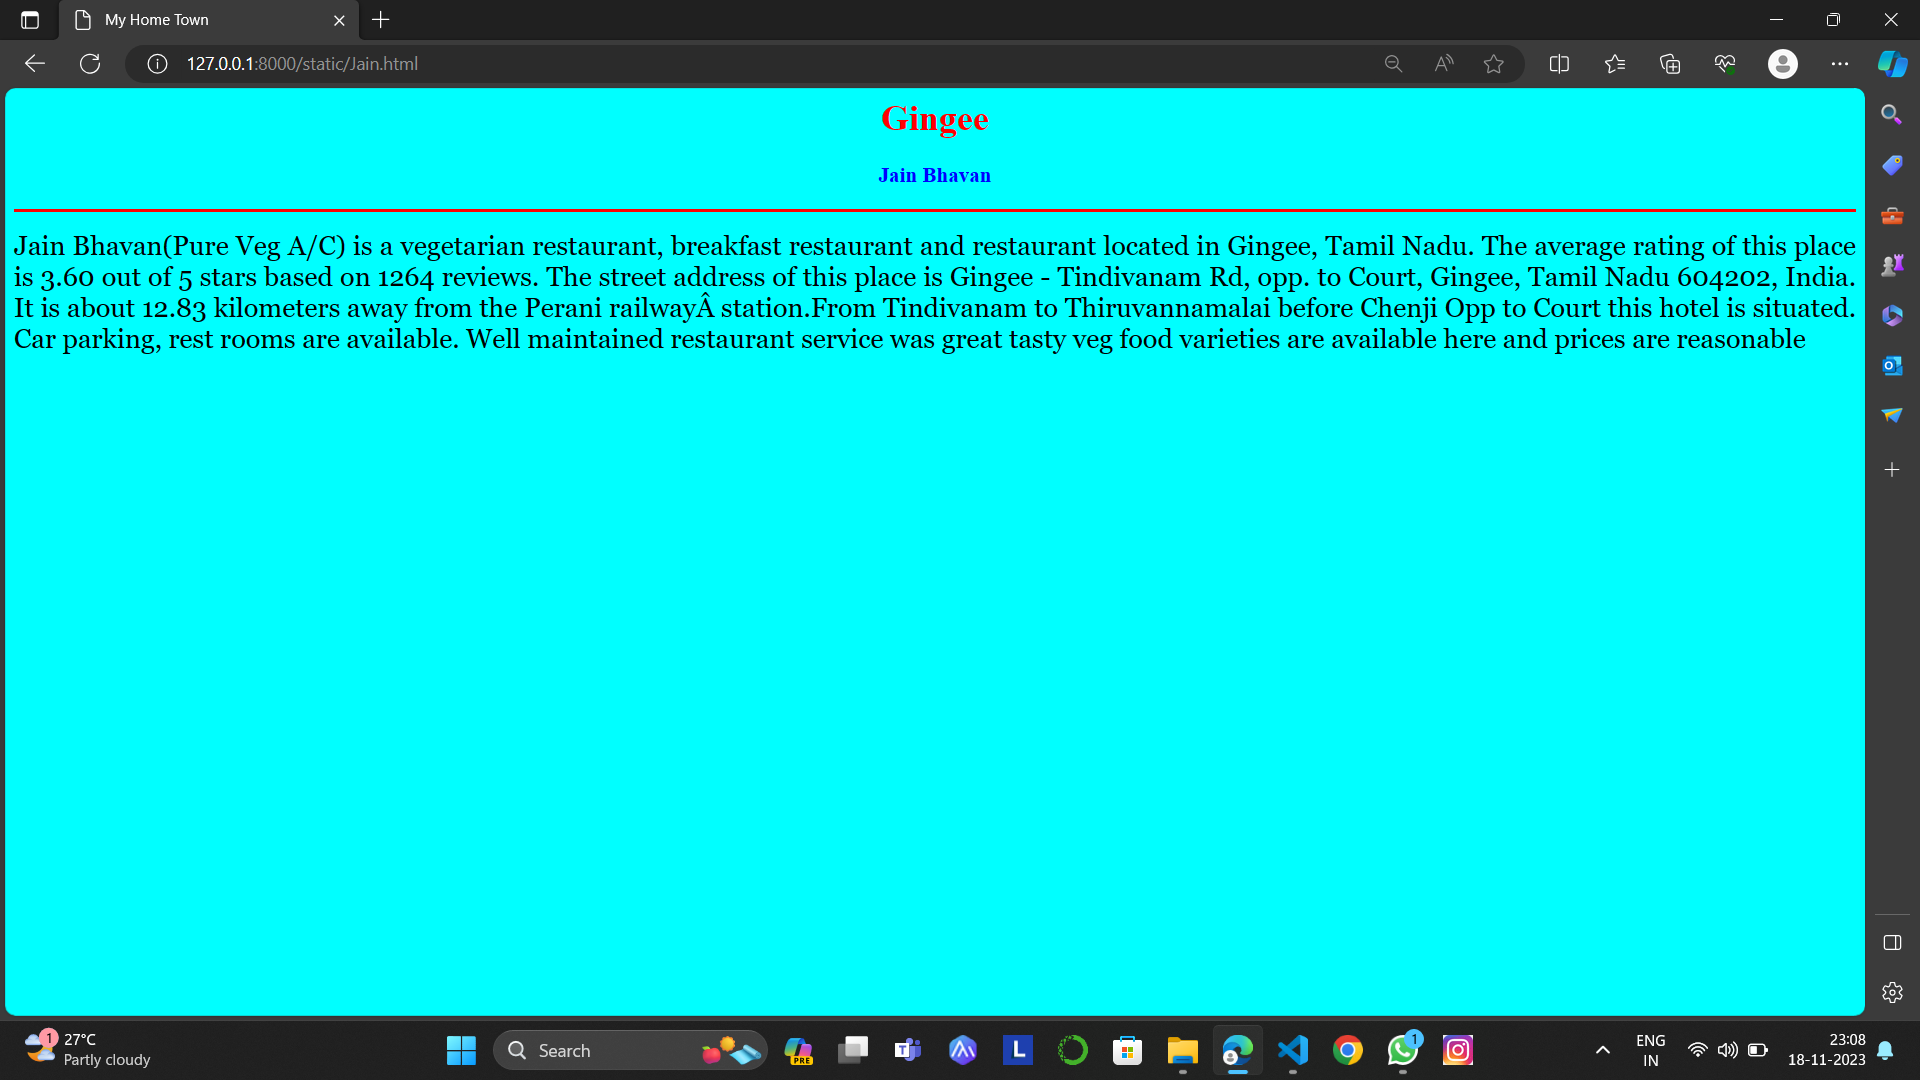 My Home Town
127.0.0.1:8000/static/Jain.html
Gingee
Jain Bhavan
Jain Bhavan(Pure Veg A/C) is a vegetarian restaurant, breakfast restaurant and restaurant located in Gingee, Tamil Nadu. The average rating of this place
is 3.60 out of 5 stars based on 1264 reviews. The street address of this place is Gingee - Tindivanam Rd, opp. to Court, Gingee, Tamil Nadu 604202, India.
It is about 12.83 kilometers away from the Perani railwayÂ station.From Tindivanam to Thiruvannamalai before Chenji Opp to Court this hotel is situated.
Car parking, rest rooms are available. Well maintained restaurant service was great tasty veg food varieties are available here and prices are reasonable
1
27°C
Partly cloudy
Search
PRE
L
1
ENG
IN
23:08
18-11-2023